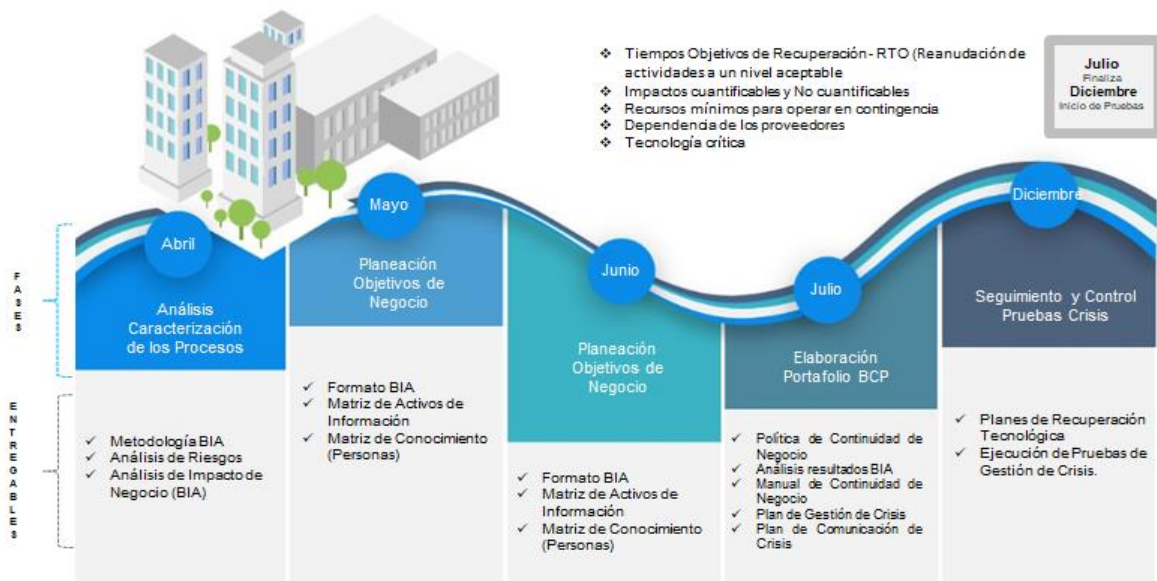 ❖ Tiempos Objetivos de Recuperación- RTO (Reanudación de
actividades a un nivel aceptable
❖ Impactos cuantificables y No cuantificables
❖ Recursos mínimos para operar en contingencia
❖ Dependencia de los proveedores
❖ Tecnología crítica
Julio
Finaliza
Diciembre
Inicio de Pruebas
FASES
Abril
Análisis
Caracterización
de los Procesos
Mayo
Planeación
Objetivos de
Negocio
Junio
Planeación
Objetivos de
Negocio
Julio
Elaboración
Portafolio BCP
Diciembre
Seguimiento y Control
Pruebas Crisis
ENTREGABLES
✓ Metodología BIA
✓ Análisis de Riesgos
✓ Análisis de Impacto de
Negocio (BIA)
✓ Formato BIA
✓ Matriz de Activos de
Información
✓ Matriz de Conocimiento
(Personas)
✓ Formato BIA
✓ Matriz de Activos de
Información
✓ Matriz de Conocimiento
(Personas)
✓ Política de Continuidad de
Negocio
✓ Análisis resultados BIA
✓ Manual de Continuidad de
Negocio
✓ Plan de Gestión de Crisis
✓ Plan de Comunicación de
Crisis
✓ Planes de Recuperación
Tecnológica
✓ Ejecución de Pruebas de
Gestión de Crisis.